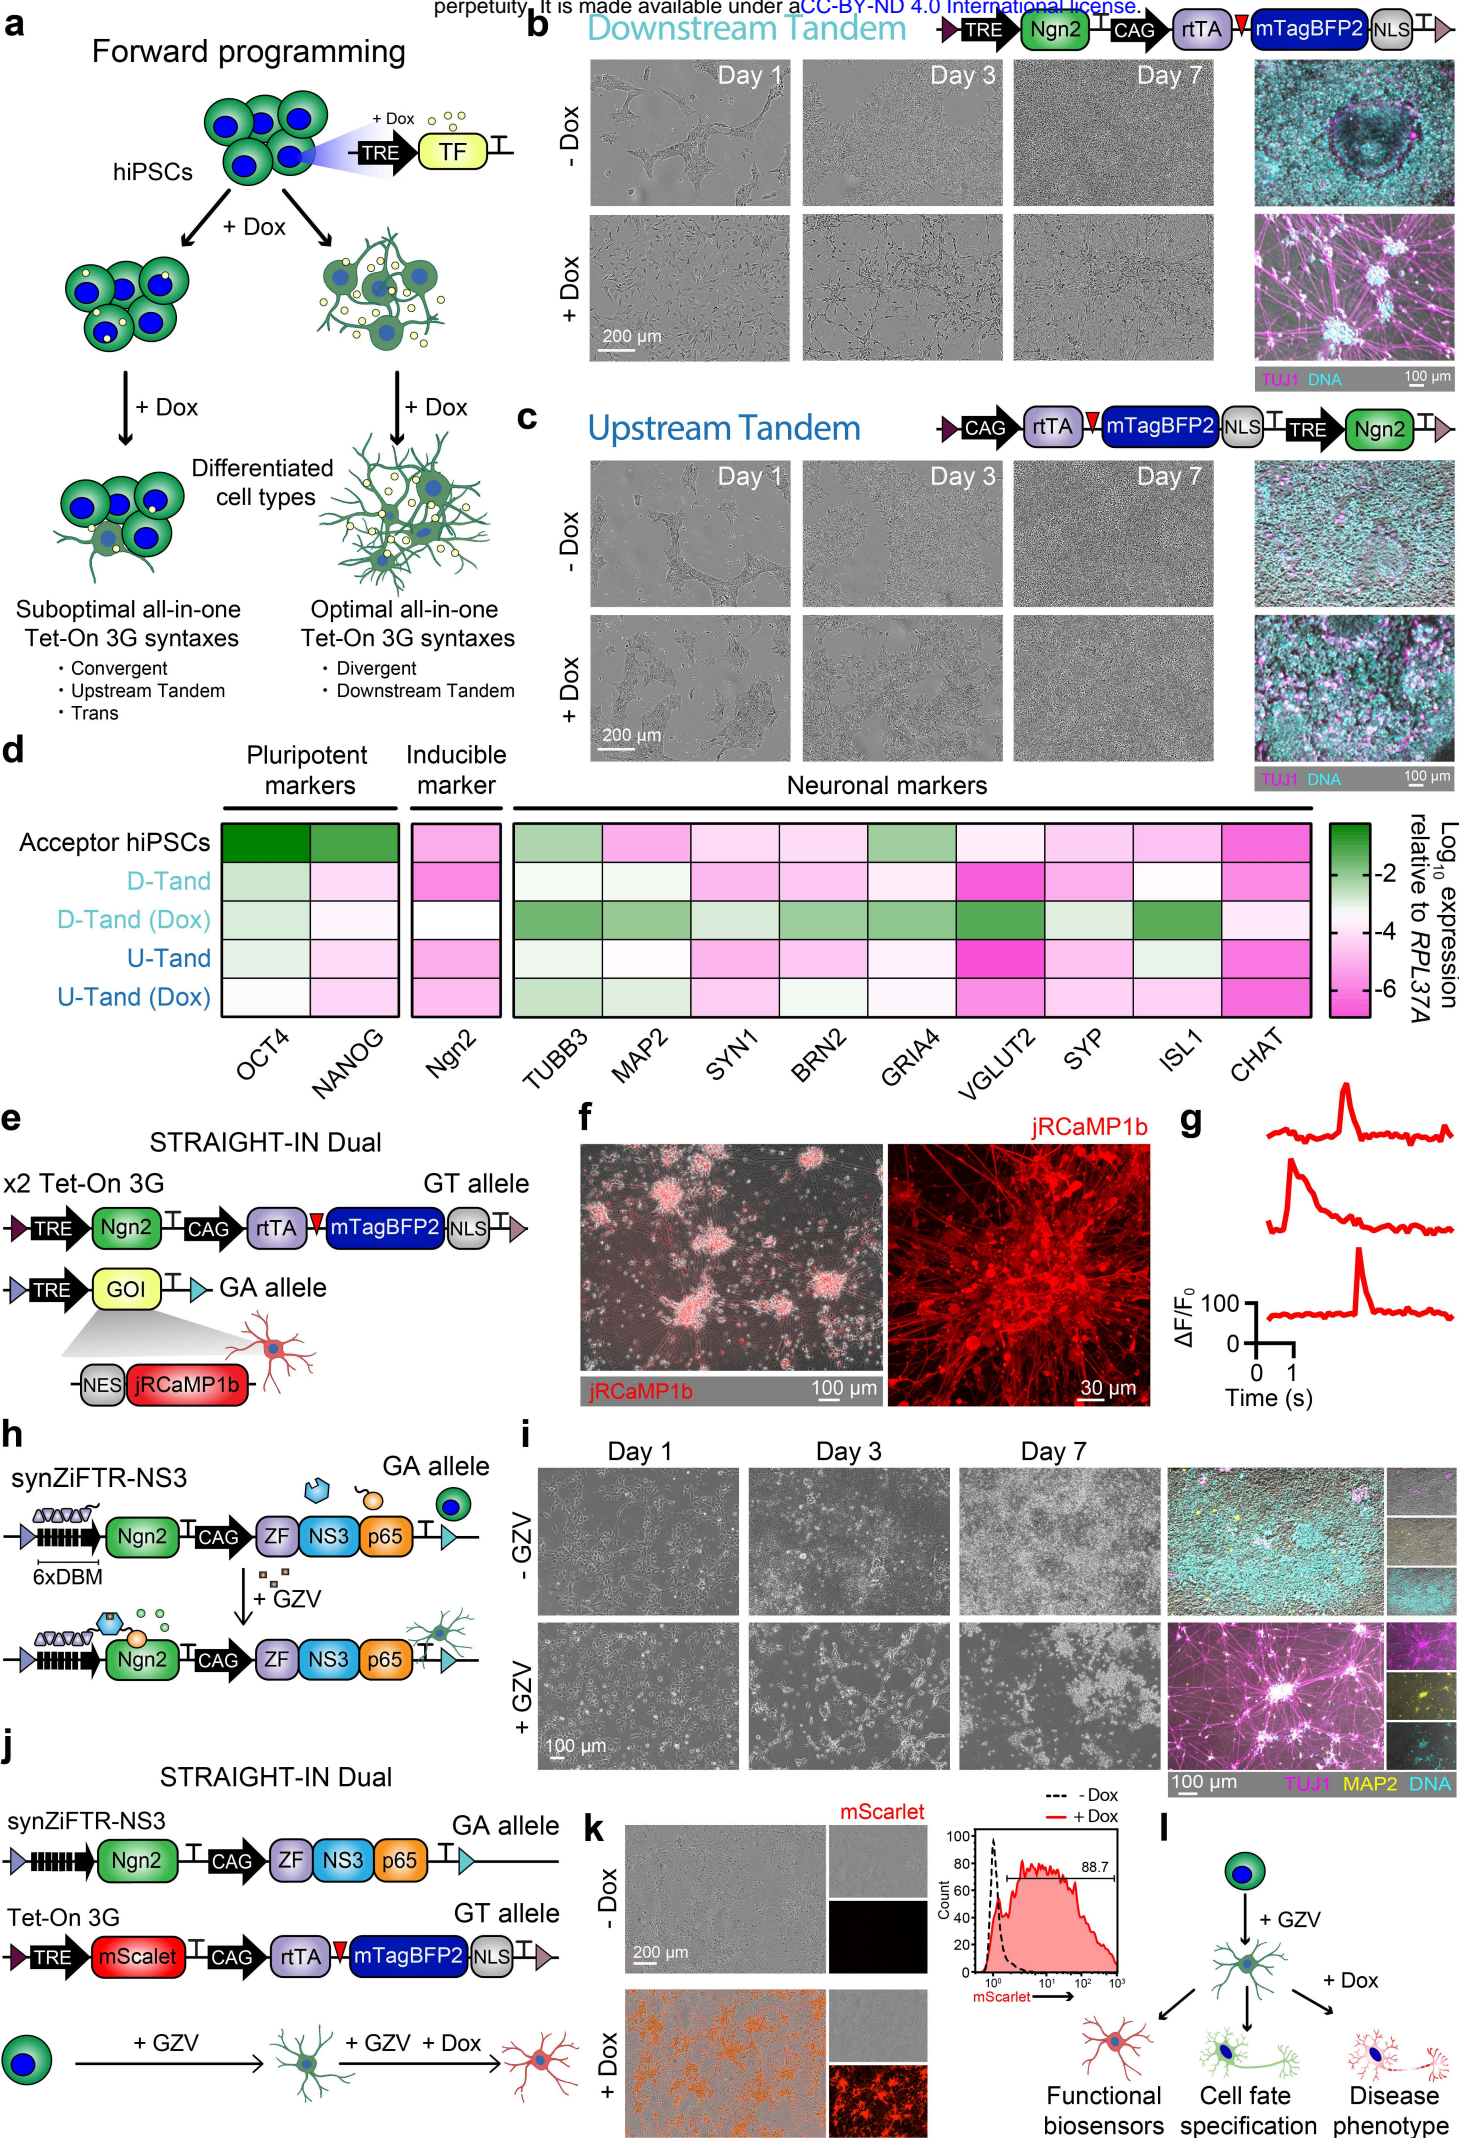 perpetuity. It is made available under aCC-BY-ND 4.0 International license.
a
Forward programming
+ Dox
TRE TF
hiPSCs
+ Dox
+ Dox
+ Dox
Differentiated
cell types
Suboptimal all-in-one
Tet-On 3G syntaxes
· Convergent
· Upstream Tandem
· Trans
Optimal all-in-one
Tet-On 3G syntaxes
· Divergent
· Downstream Tandem
b
Downstream Tandem
TRE Ngn2 CAG rtTA mTagBFP2 NLS
Day 1 Day 3 Day 7
- Dox
+ Dox
200 µm
TUJ1 DNA 100 µm
c
Upstream Tandem
CAG rtTA mTagBFP2 NLS TRE Ngn2
Day 1 Day 3 Day 7
- Dox
+ Dox
200 µm
TUJ1 DNA 100 µm
d
Pluripotent
markers
Inducible
marker
Neuronal markers
Acceptor hiPSCs
D-Tand
D-Tand (Dox)
U-Tand
U-Tand (Dox)
OCT4 NANOG Ngn2 TUBB3 MAP2 SYN1 BRN2 GRIA4 VGLUT2 SYP ISL1 CHAT
-2
-4
-6
Log10 expression
relative to RPL37A
e
STRAIGHT-IN Dual
x2 Tet-On 3G GT allele
TRE Ngn2 CAG rtTA mTagBFP2 NLS
TRE GOI GA allele
NES jRCaMP1b
f
jRCaMP1b
jRCaMP1b 100 µm
30 µm
g
ΔF/F0
100
0
0 1
Time (s)
h
synZiFTR-NS3
GA allele
Ngn2 CAG ZF NS3 p65
6xDBM
+ GZV
Ngn2 CAG ZF NS3 p65
i
Day 1 Day 3 Day 7
- GZV
+ GZV
100 µm
100 µm TUJ1 MAP2 DNA
j
STRAIGHT-IN Dual
synZiFTR-NS3 GA allele
Ngn2 CAG ZF NS3 p65
Tet-On 3G GT allele
TRE mScalet CAG rtTA mTagBFP2 NLS
+ GZV + GZV + Dox
k
mScarlet
- Dox
200 µm
+ Dox
- Dox
+ Dox
88.7
Count
100
80
60
40
20
0
10⁰ 10¹ 10² 10³
mScarlet
l
+ GZV
+ Dox
Functional
biosensors
Cell fate
specification
Disease
phenotype